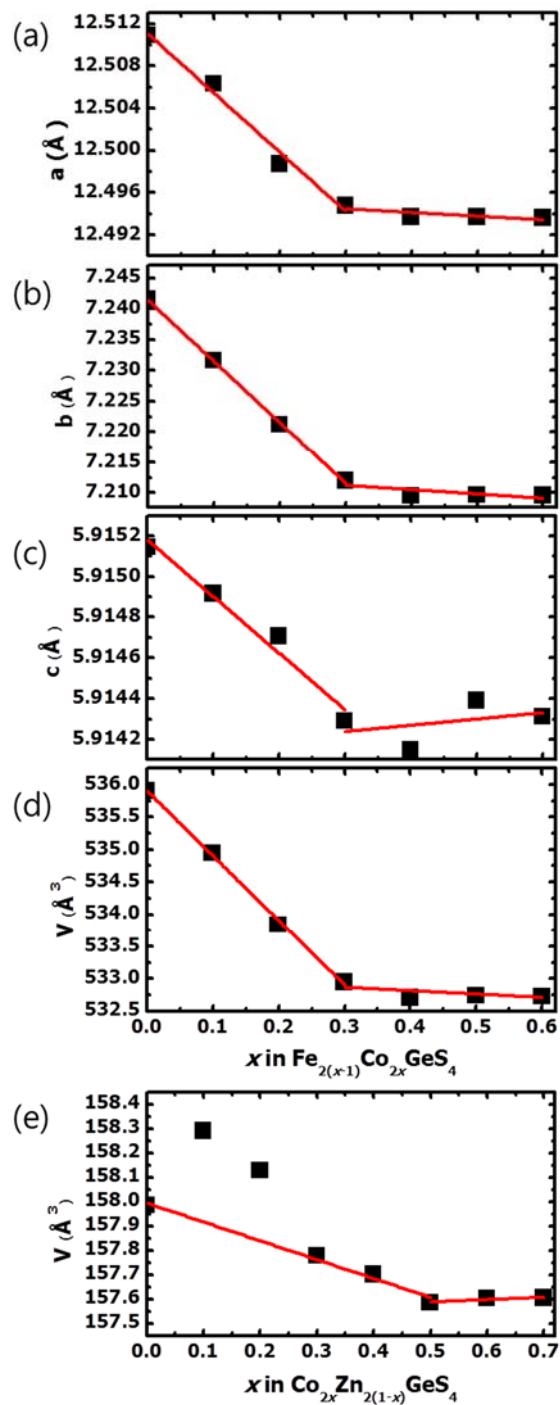 (a)
12.512
12.508
12.504
12.500
12.496
12.492
a (Å)
(b)
7.245
7.240
7.235
7.230
7.225
7.220
7.215
7.210
b (Å)
(c)
5.9152
5.9150
5.9148
5.9146
5.9144
5.9142
c (Å)
(d)
536.0
535.5
535.0
534.5
534.0
533.5
533.0
532.5
V (Å³)
0.0 0.1 0.2 0.3 0.4 0.5 0.6
x in Fe₂₍ₓ₋₁₎Co₂ₓGeS₄
(e)
158.4
158.3
158.2
158.1
158.0
157.9
157.8
157.7
157.6
157.5
V (Å³)
0.0 0.1 0.2 0.3 0.4 0.5 0.6 0.7
x in Co₂ₓZn₂₍₁₋ₓ₎GeS₄